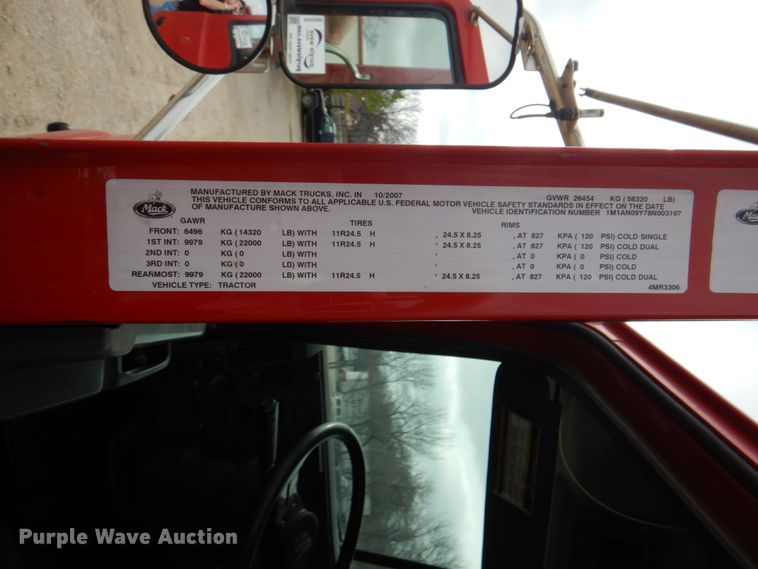 Mack
MANUFACTURED BY MACK TRUCKS, INC. IN 10/2007 GVWR 26454 KG ( 58320 LB)
THIS VEHICLE CONFORMS TO ALL APPLICABLE U.S. FEDERAL MOTOR VEHICLE SAFETY STANDARDS IN EFFECT ON THE DATE
OF MANUFACTURE SHOWN ABOVE. VEHICLE IDENTIFICATION NUMBER 1M1AN09Y78N003197
GAWR TIRES RIMS
FRONT: 6496 KG ( 14320 LB) WITH 11R24.5 H , 24.5 X 8.25 , AT 827 KPA ( 120 PSI) COLD SINGLE
1ST INT: 9979 KG ( 22000 LB) WITH 11R24.5 H , 24.5 X 8.25 , AT 827 KPA ( 120 PSI) COLD DUAL
2ND INT: 0 KG ( 0 LB) WITH , , AT 0 KPA ( 0 PSI) COLD
3RD INT: 0 KG ( 0 LB) WITH , , AT 0 KPA ( 0 PSI) COLD
REARMOST: 9979 KG ( 22000 LB) WITH 11R24.5 H , 24.5 X 8.25 , AT 827 KPA ( 120 PSI) COLD DUAL
VEHICLE TYPE: TRACTOR 4MR3306
Mack
Purple Wave Auction